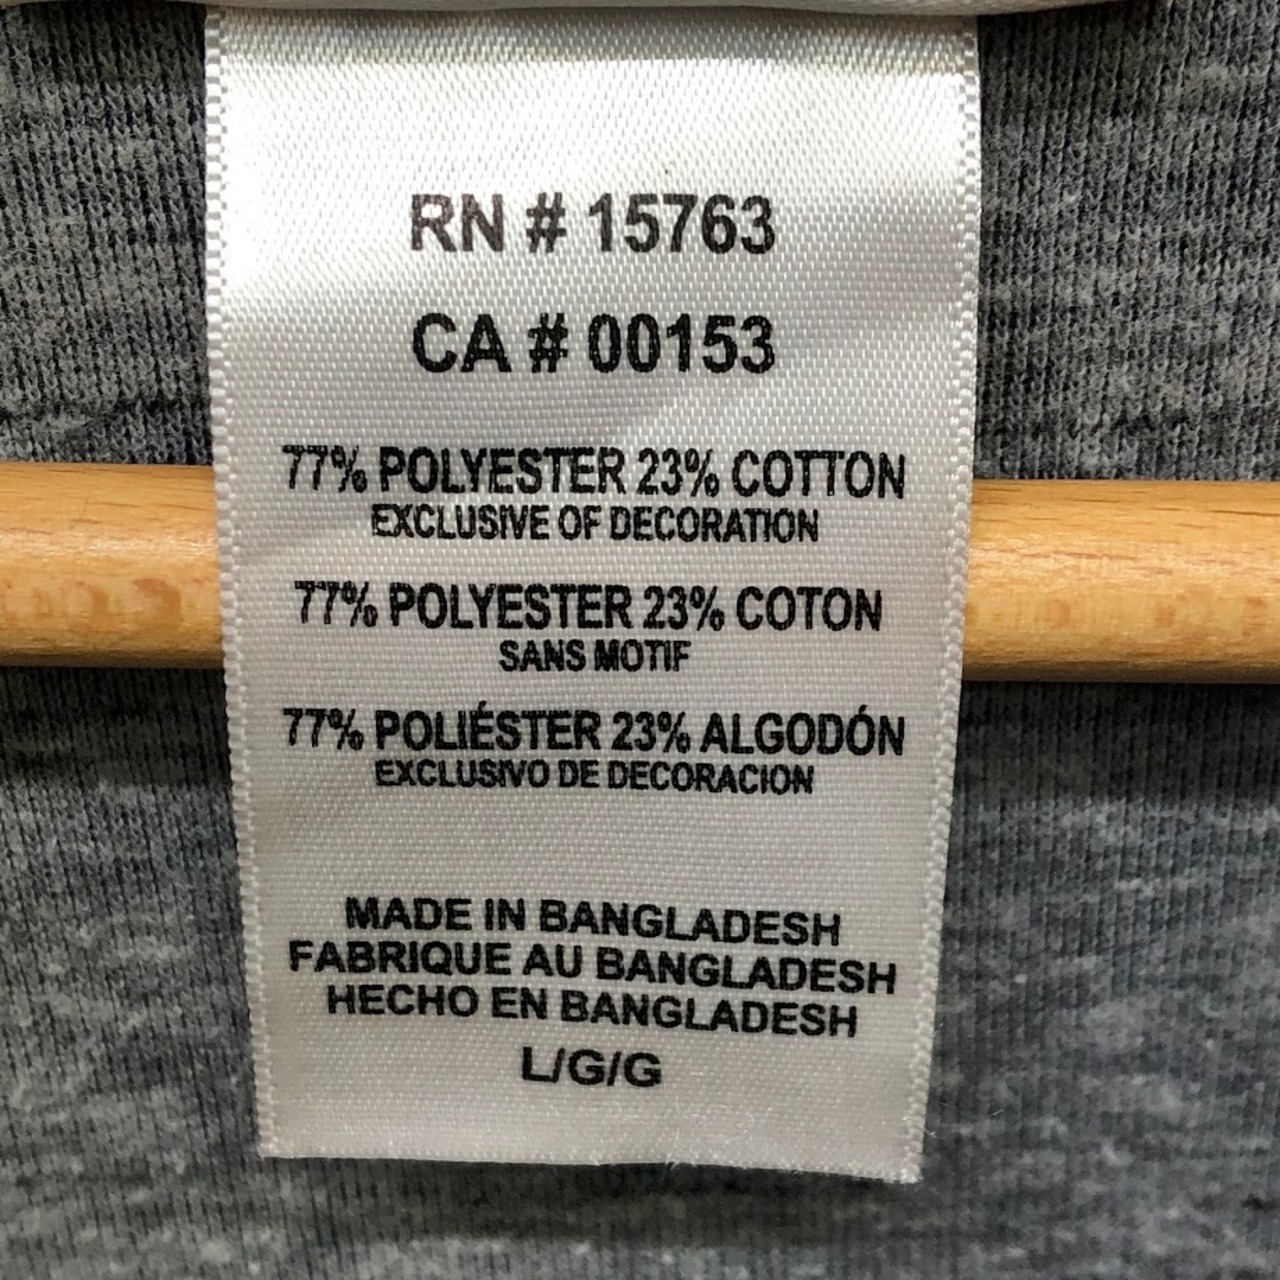 RN # 15763
CA # 00153
77% POLYESTER 23% COTTON
EXCLUSIVE OF DECORATION
77% POLYESTER 23% COTON
SANS MOTIF
77% POLIÉSTER 23% ALGODÓN
EXCLUSIVO DE DECORACION
MADE IN BANGLADESH
FABRIQUE AU BANGLADESH
HECHO EN BANGLADESH
L/G/G